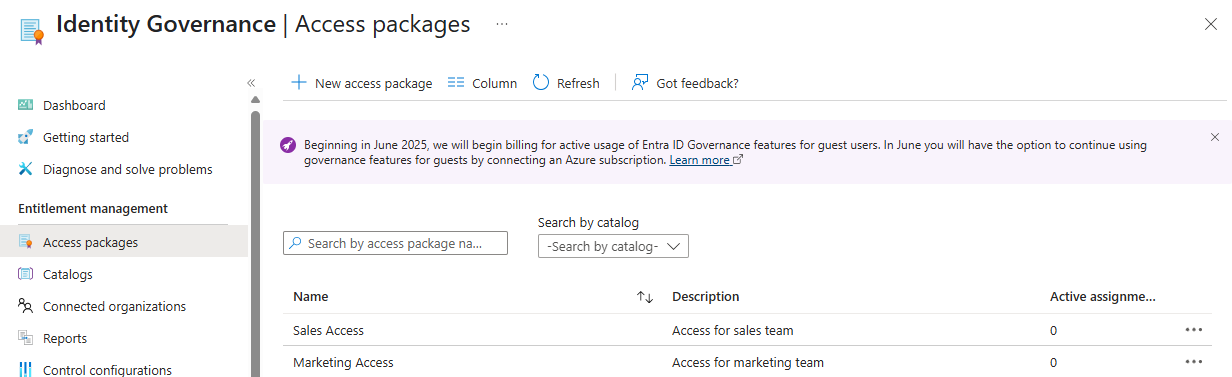 Identity Governance | Access packages ...
«
New access package Column Refresh Got feedback?
Dashboard
Getting started
Diagnose and solve problems
Entitlement management
Access packages
Catalogs
Connected organizations
Reports
Control configurations
Beginning in June 2025, we will begin billing for active usage of Entra ID Governance features for guest users. In June you will have the option to continue using
governance features for guests by connecting an Azure subscription. Learn more
Search by catalog
Search by access package na...
-Search by catalog-
Name Description Active assignme...
Sales Access Access for sales team 0 ...
Marketing Access Access for marketing team 0 ...